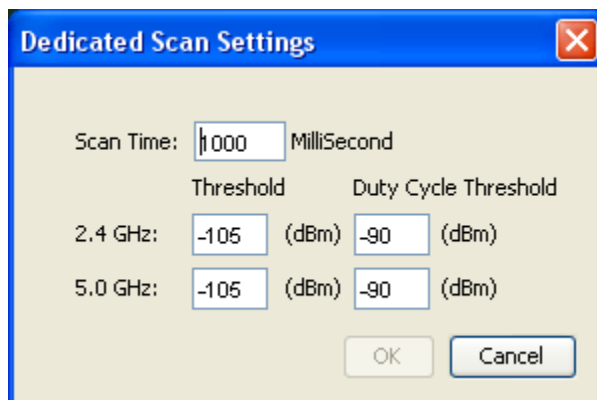 Dedicated Scan Settings
Scan Time: 1000 MilliSecond
Threshold Duty Cycle Threshold
2.4 GHz: -105 (dBm) -90 (dBm)
5.0 GHz: -105 (dBm) -90 (dBm)
OK Cancel